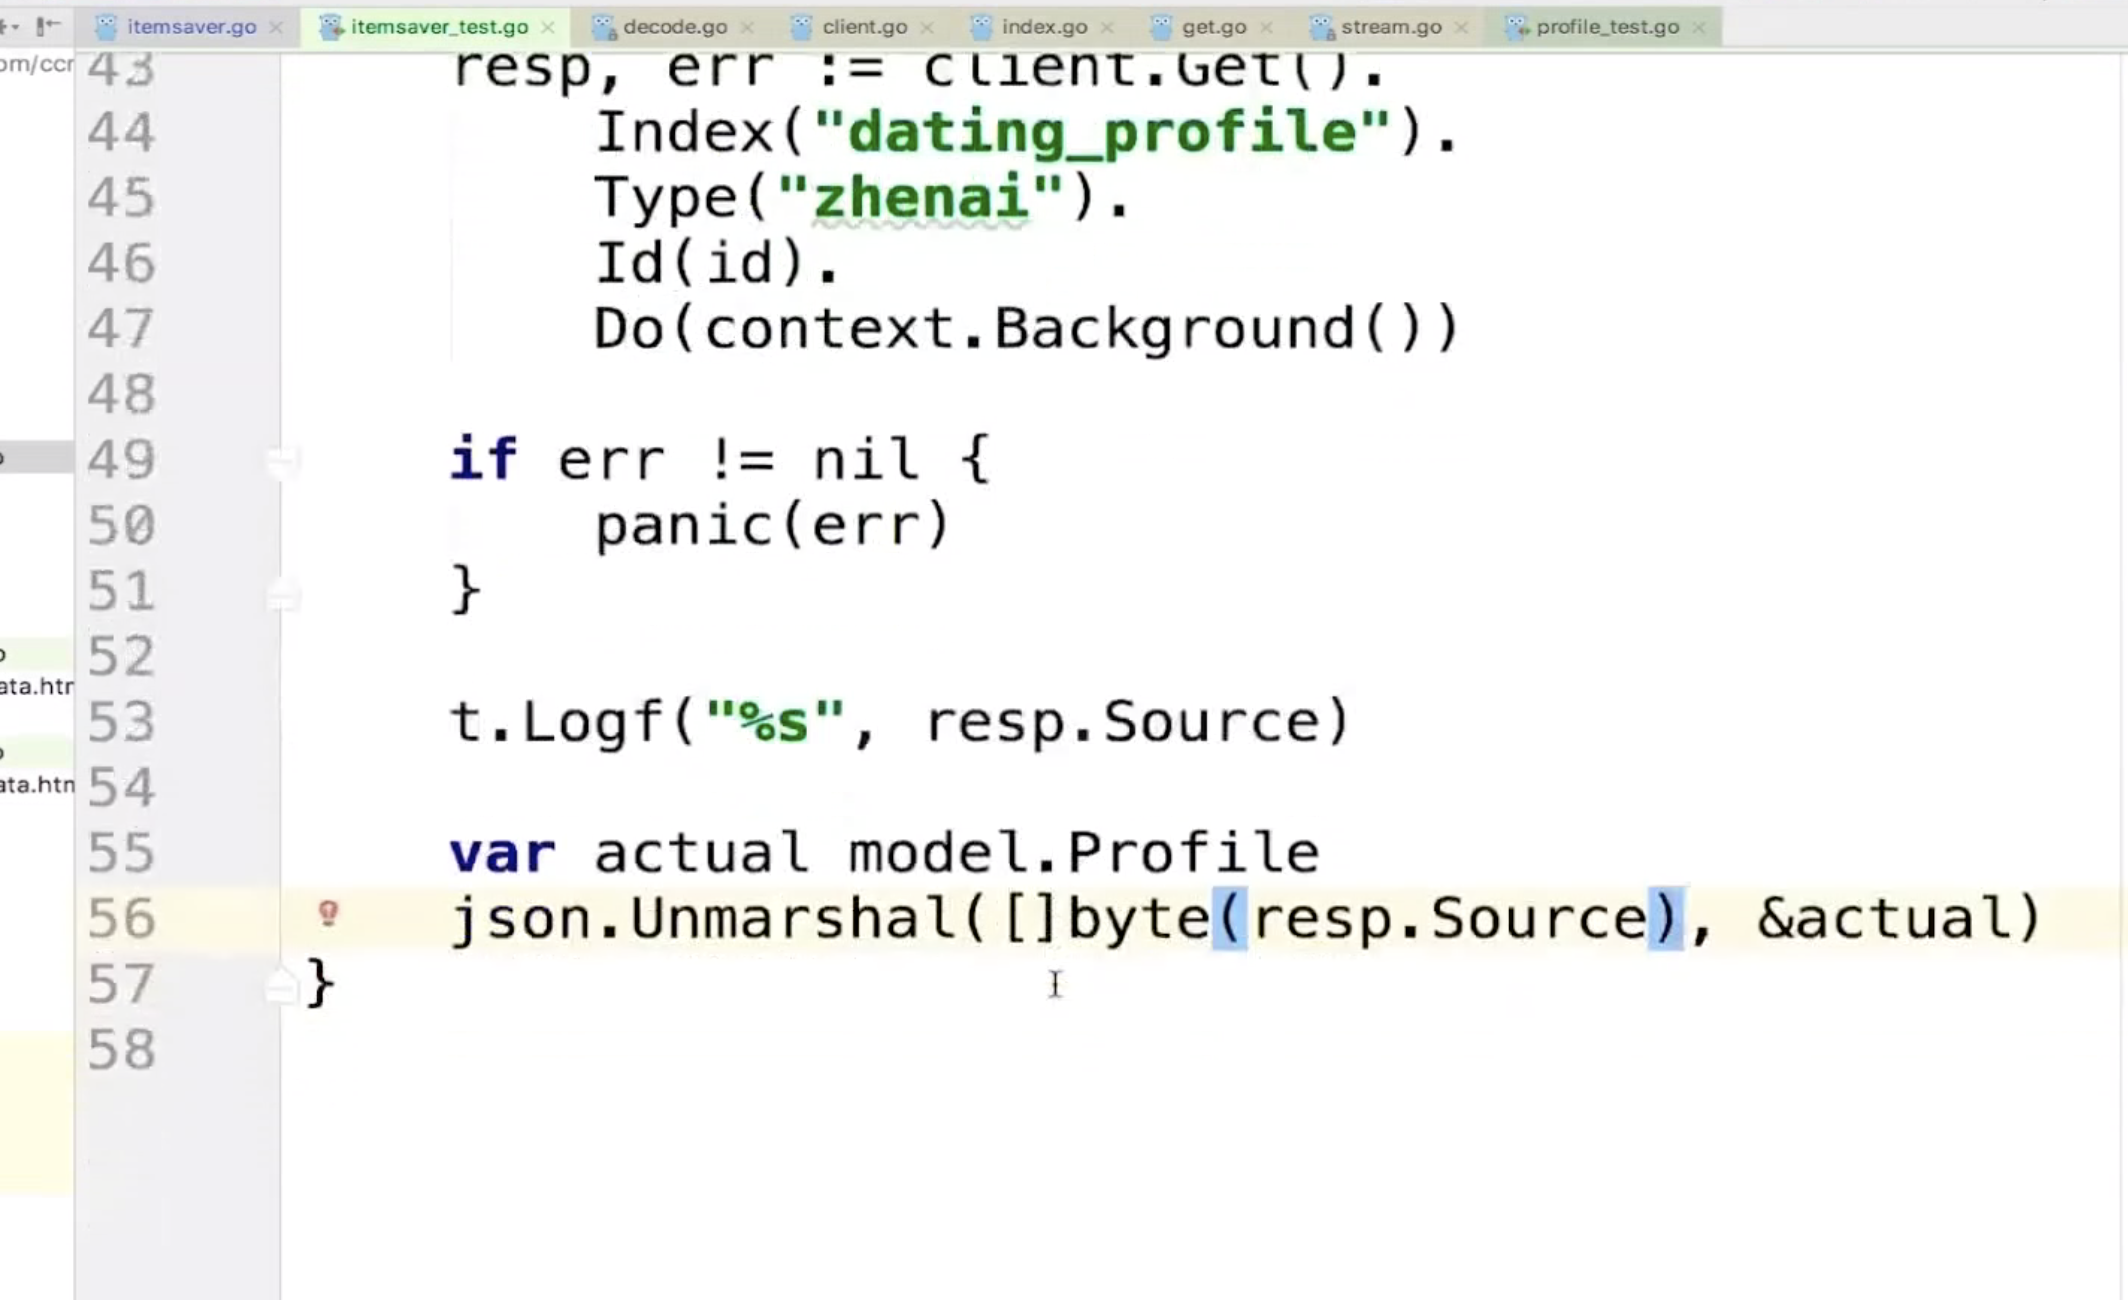 itemsaver.go itemsaver_test.go decode.go client.go index.go get.go stream.go profile_test.go
om/ccr
43 resp, err := client.Get().
44 Index("dating_profile").
45 Type("zhenai").
46 Id(id).
47 Do(context.Background())
48
49 if err != nil {
50 panic(err)
51 }
52
ata.htm
53 t.Logf("%s", resp.Source)
54
ata.htm
55 var actual model.Profile
56 json.Unmarshal([]byte(resp.Source), &actual)
57 }
58